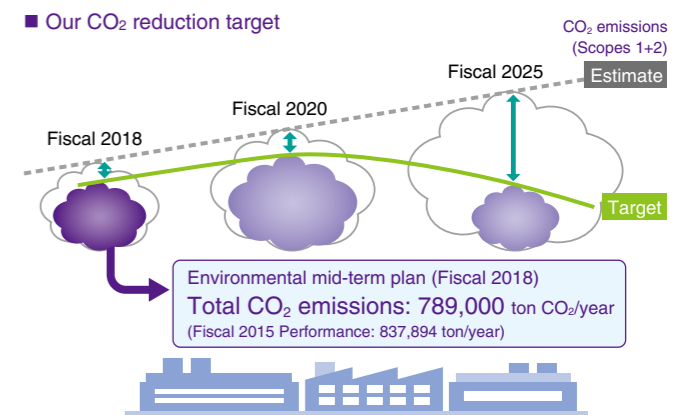 ■ Our CO₂ reduction target
CO₂ emissions
(Scopes 1+2)
Fiscal 2025
Estimate
Fiscal 2020
Fiscal 2018
Target
Environmental mid-term plan (Fiscal 2018)
Total CO₂ emissions: 789,000 ton CO₂/year
(Fiscal 2015 Performance: 837,894 ton/year)